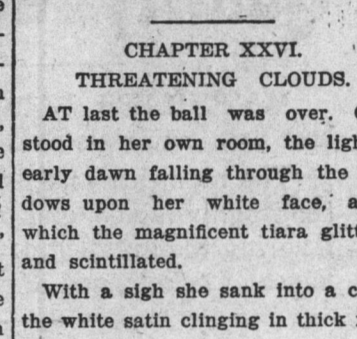 CHAPTER XXVI.
THREATENING CLOUDS.
AT last the ball was over.
stood in her own room, the
early dawn falling through the
dows upon her white face,
which the magnificent tiara
and scintillated.
With a sigh she sank into a
the white satin clinging in thick